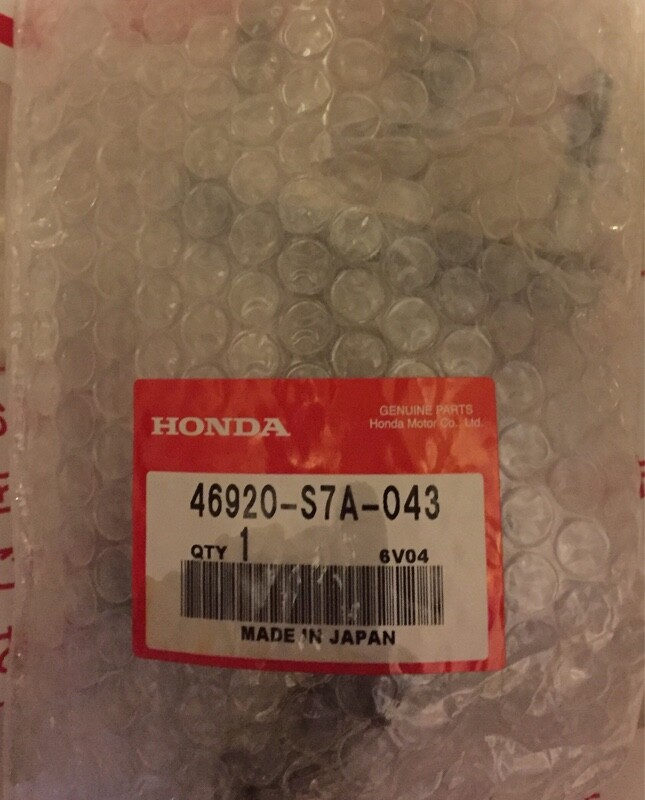 HONDA
GENUINE PARTS
Honda Motor Co., Ltd.
46920-S7A-043
QTY 1
6V04
MADE IN JAPAN